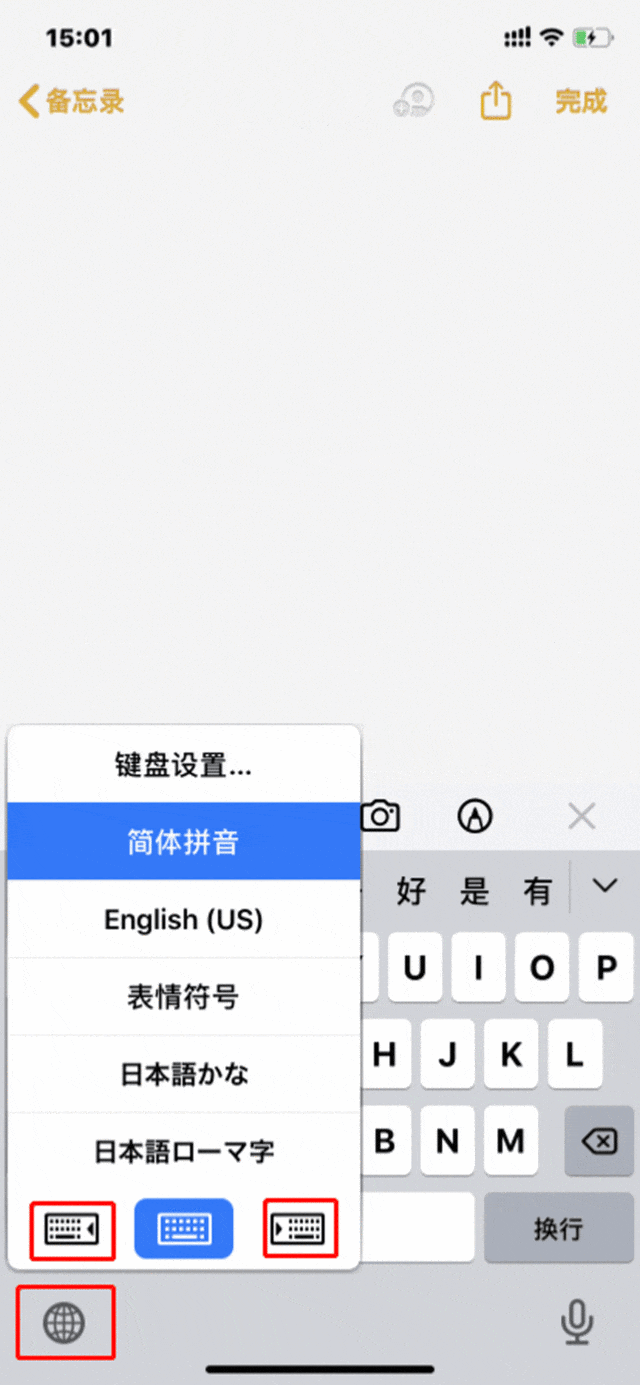 15:01
备忘录
完成
键盘设置...
简体拼音
English (US)
表情符号
日本語かな
日本語ローマ字
好 是 有
U I O P
H J K L
B N M
换行